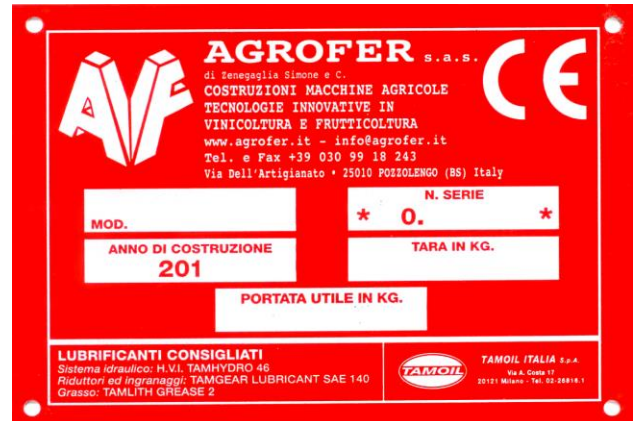 AGROFER s.a.s.
di Zenegaglia Simone e C.
COSTRUZIONI MACCHINE AGRICOLE
TECNOLOGIE INNOVATIVE IN
VINICOLTURA E FRUTTICOLTURA
www.agrofer.it - info@agrofer.it
Tel. e Fax +39 030 99 18 243
Via Dell'Artigianato • 25010 POZZOLENGO (BS) Italy
AVF
CE
MOD.
N. SERIE
* 0. *
ANNO DI COSTRUZIONE
201
TARA IN KG.
PORTATA UTILE IN KG.
LUBRIFICANTI CONSIGLIATI
Sistema idraulico: H.V.I. TAMHYDRO 46
Riduttori ed ingranaggi: TAMGEAR LUBRICANT SAE 140
Grasso: TAMLITH GREASE 2
TAMOIL
TAMOIL ITALIA S.p.A.
Via A. Costa 17
20121 Milano - Tel. 02-26816.1